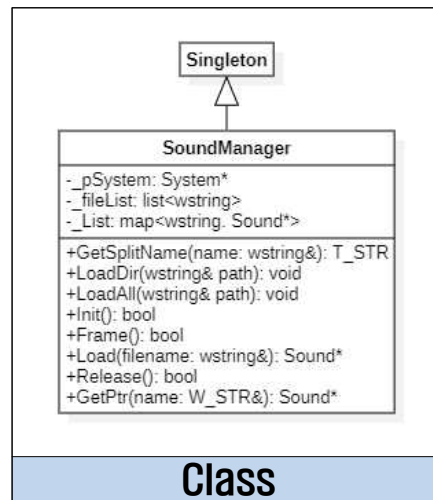 Singleton
SoundManager
-_pSystem: System*
-_fileList: list<wstring>
-_List: map<wstring. Sound*>
+GetSplitName(name: wstring&): T_STR
+LoadDir(wstring& path): void
+LoadAll(wstring& path): void
+Init(): bool
+Frame(): bool
+Load(filename: wstring&): Sound*
+Release(): bool
+GetPtr(name: W_STR&): Sound*
Class